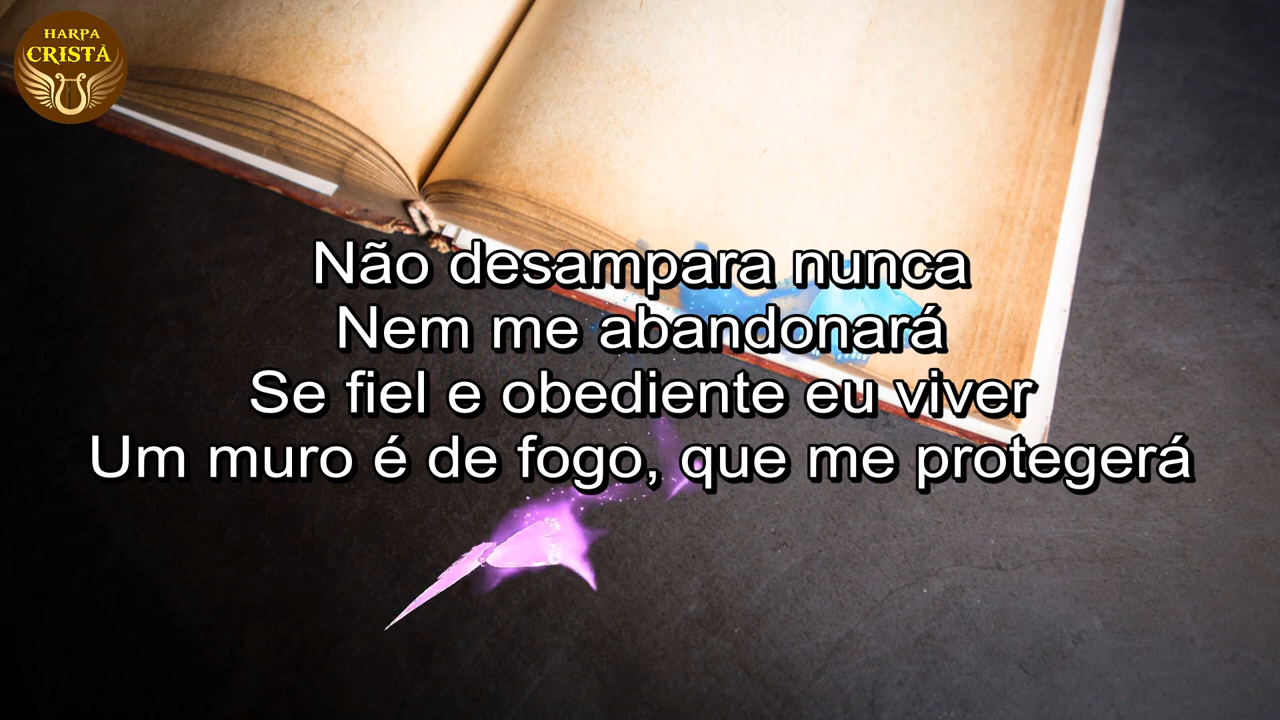 HARPA
CRISTÃ
Não desampara nunca
Nem me abandonará
Se fiel e obediente eu viver
Um muro é de fogo, que me protegerá